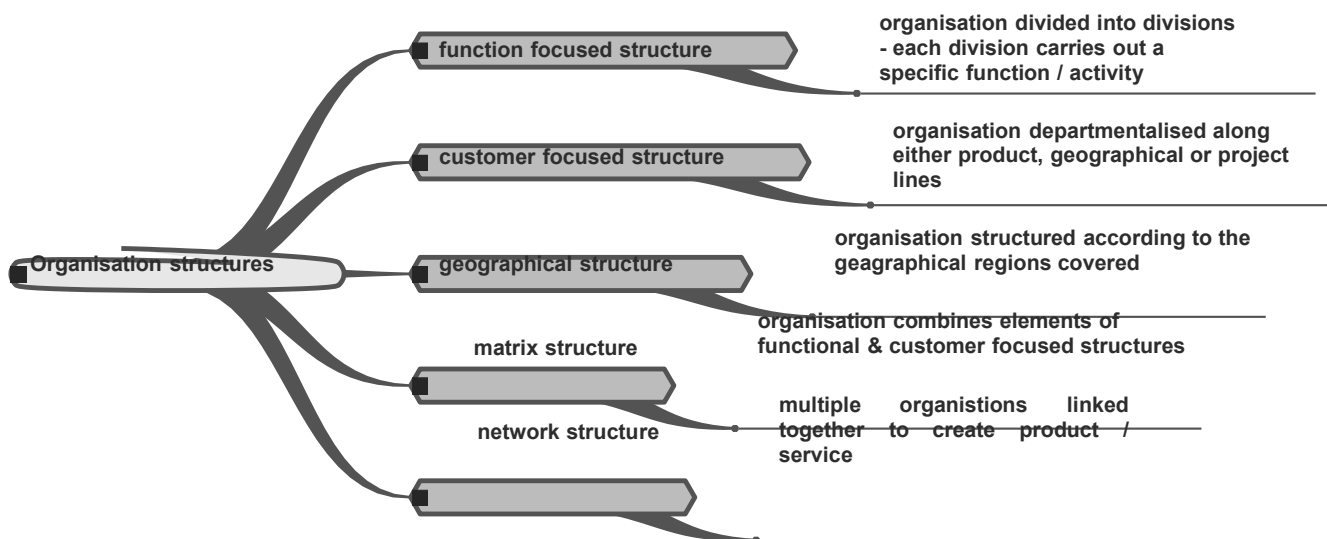 function focused structure
organisation divided into divisions
- each division carries out a
specific function / activity
customer focused structure
organisation departmentalised along
either product, geographical or project
lines
Organisation structures
geographical structure
organisation structured according to the
geagraphical regions covered
matrix structure
organisation combines elements of
functional & customer focused structures
network structure
multiple organistions linked
together to create product /
service